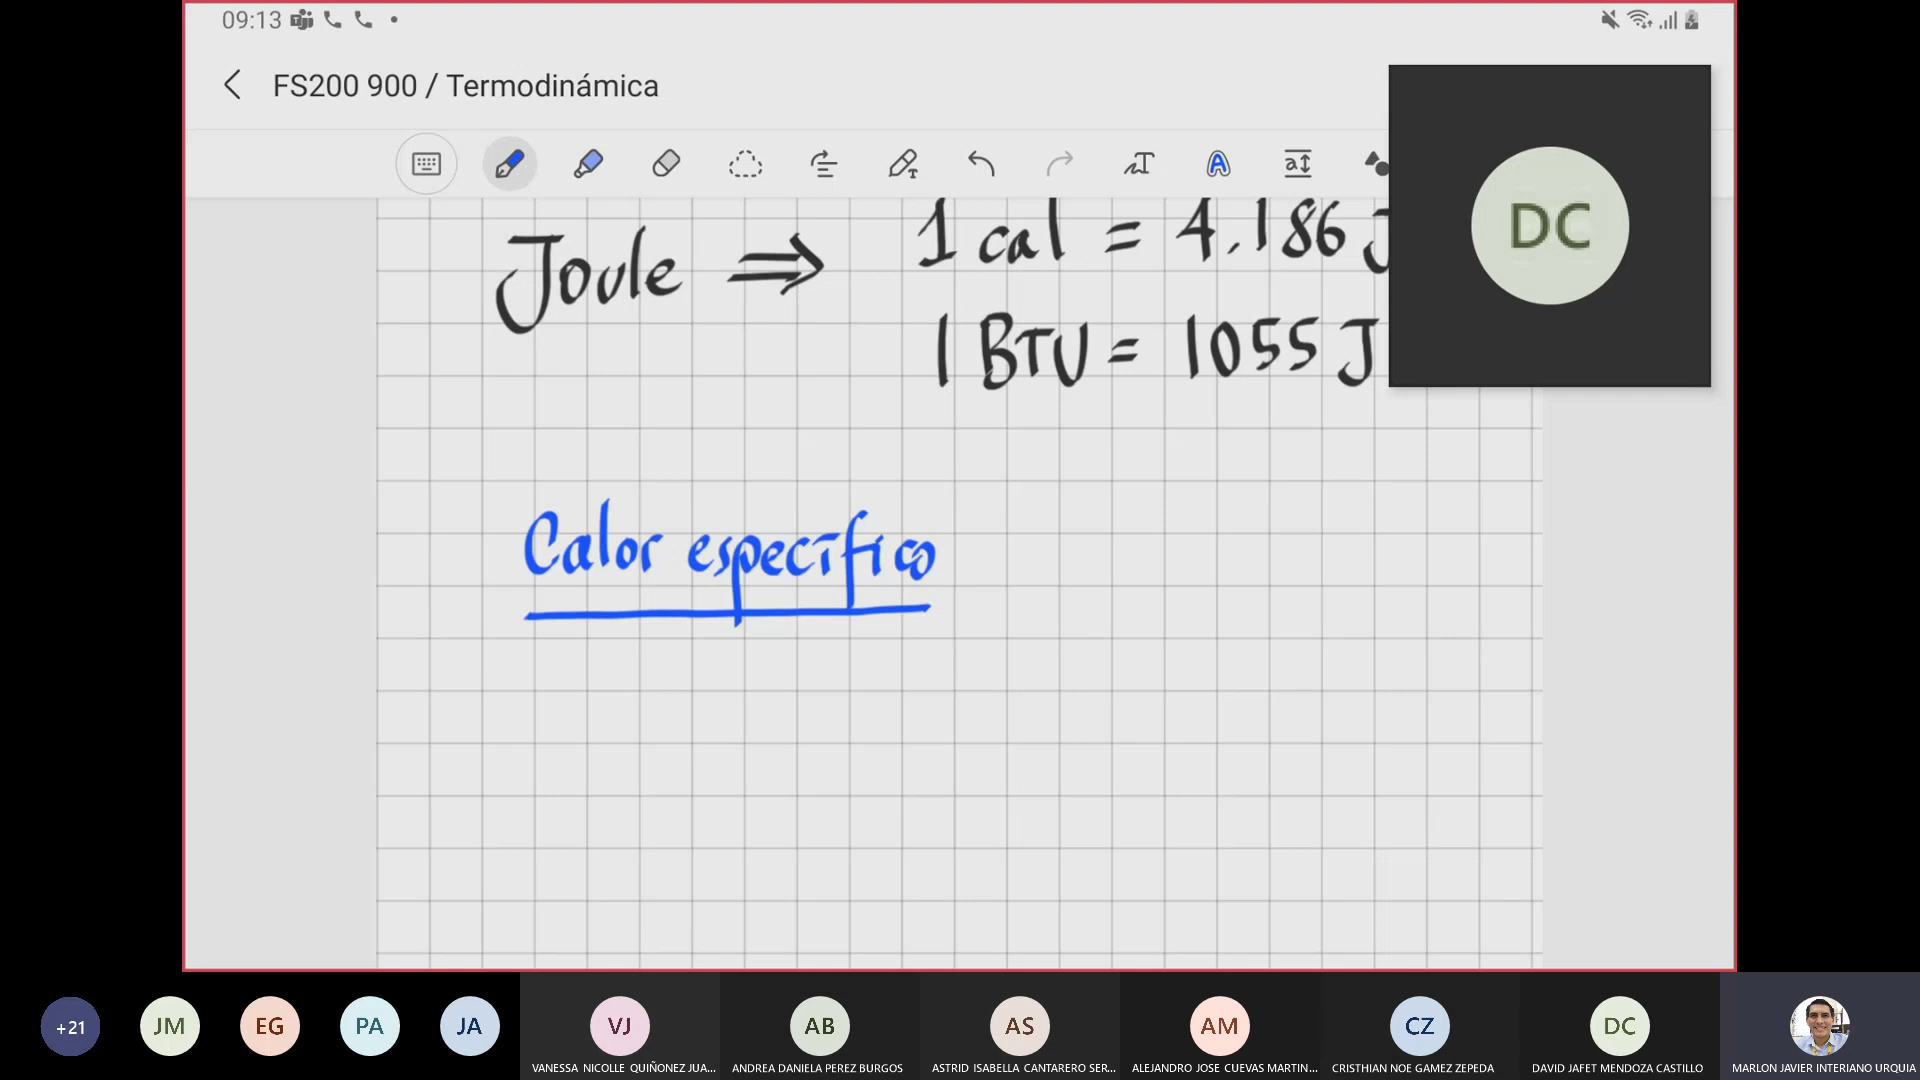 09:13
FS200 900 / Termodinámica
1 cal = 4.186 J
Joule ⇒
1 BTU = 1055 J
DC
Calor específico
+21
JM
EG
PA
JA
VJ
AB
AS
AM
CZ
DC
VANESSA NICOLLE QUIÑONEZ JUA...
ANDREA DANIELA PEREZ BURGOS
ASTRID ISABELLA CANTARERO SER...
ALEJANDRO JOSE CUEVAS MARTIN...
CRISTHIAN NOE GAMEZ ZEPEDA
DAVID JAFET MENDOZA CASTILLO
MARLON JAVIER INTERIANO URQUIA